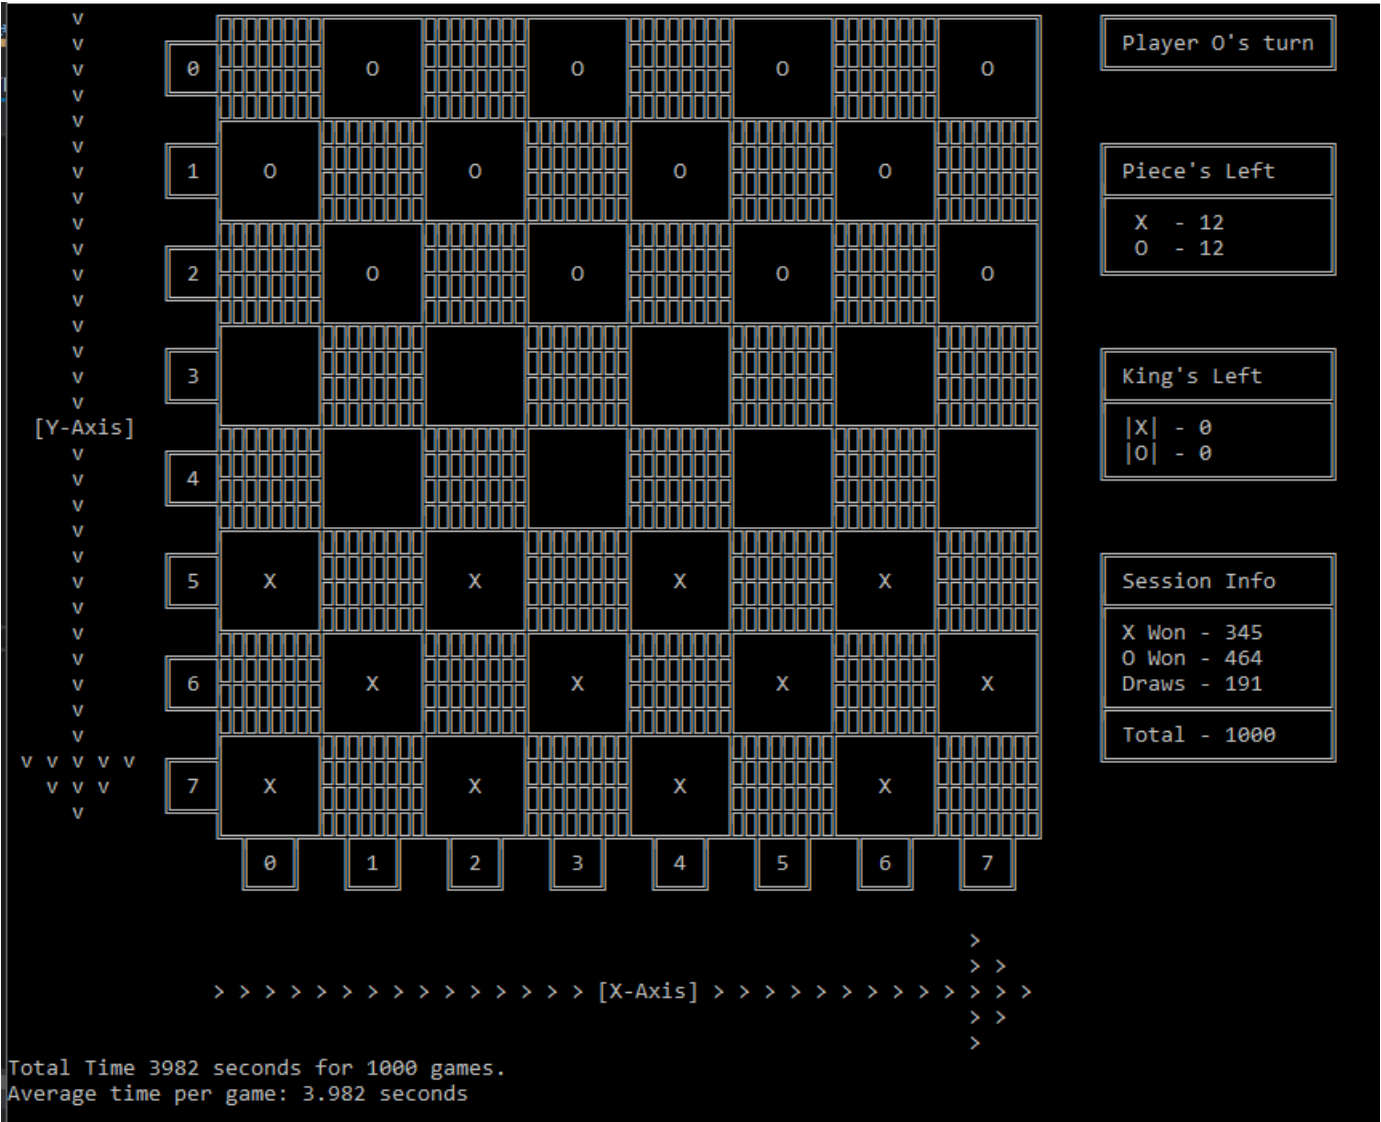 Player O's turn
0 O O O O
1 O O O O
Piece's Left
X - 12
O - 12
2 O O O O
3
King's Left
|X| - 0
|O| - 0
[Y-Axis]
4
5 X X X X
Session Info
X Won - 345
O Won - 464
Draws - 191
Total - 1000
6 X X X X
7 X X X X
v v v v v
v v v
v
0 1 2 3 4 5 6 7
>
> >
> > > > > > > > > > > > > > > [X-Axis] > > > > > > > > > > > > >
> >
>
Total Time 3982 seconds for 1000 games.
Average time per game: 3.982 seconds